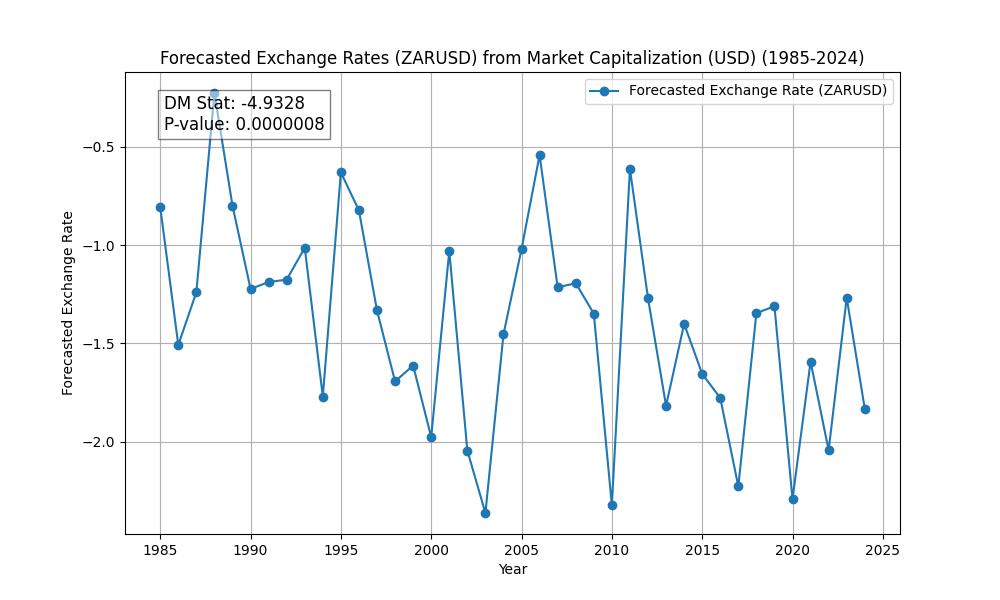 Forecasted Exchange Rates (ZARUSD) from Market Capitalization (USD) (1985-2024)
DM Stat: -4.9328
P-value: 0.0000008
Forecasted Exchange Rate (ZARUSD)
Forecasted Exchange Rate
−0.5
−1.0
−1.5
−2.0
1985 1990 1995 2000 2005 2010 2015 2020 2025
Year